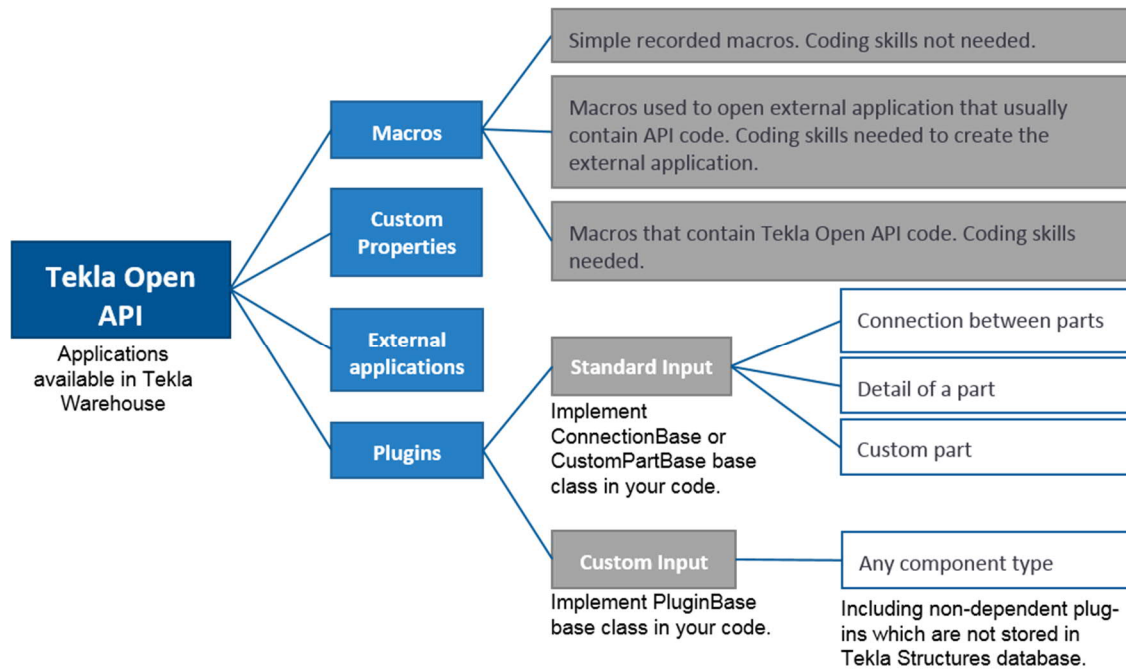 Tekla Open
API
Applications
available in Tekla
Warehouse
Macros
Simple recorded macros. Coding skills not needed.
Macros used to open external application that usually
contain API code. Coding skills needed to create the
external application.
Macros that contain Tekla Open API code. Coding skills
needed.
Custom
Properties
External
applications
Plugins
Standard Input
Implement
ConnectionBase or
CustomPartBase base
class in your code.
Connection between parts
Detail of a part
Custom part
Custom Input
Implement PluginBase
base class in your code.
Any component type
Including non-dependent plug-
ins which are not stored in
Tekla Structures database.